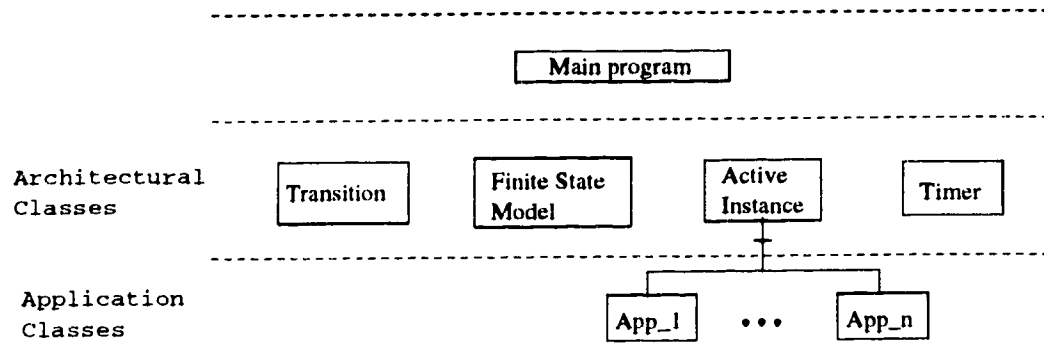 Main program
Architectural
Classes
Transition
Finite State
Model
Active
Instance
Timer
Application
Classes
App_1
•••
App_n